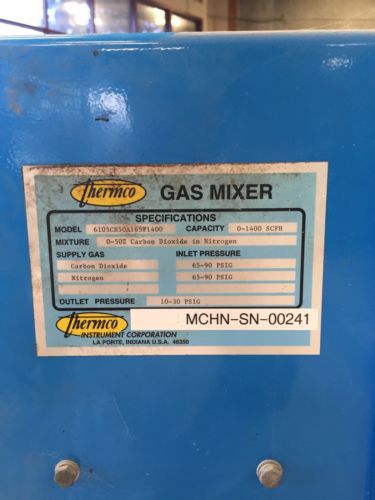 Thermco GAS MIXER
SPECIFICATIONS
MODEL 6105CN50A165F1400 CAPACITY 0-1400 SCFH
MIXTURE 0-50% Carbon Dioxide in Nitrogen
SUPPLY GAS INLET PRESSURE
Carbon Dioxide 65-90 PSIG
Nitrogen 65-90 PSIG
OUTLET PRESSURE 10-30 PSIG
Thermco MCHN-SN-00241
INSTRUMENT CORPORATION
LA PORTE, INDIANA U.S.A. 46350